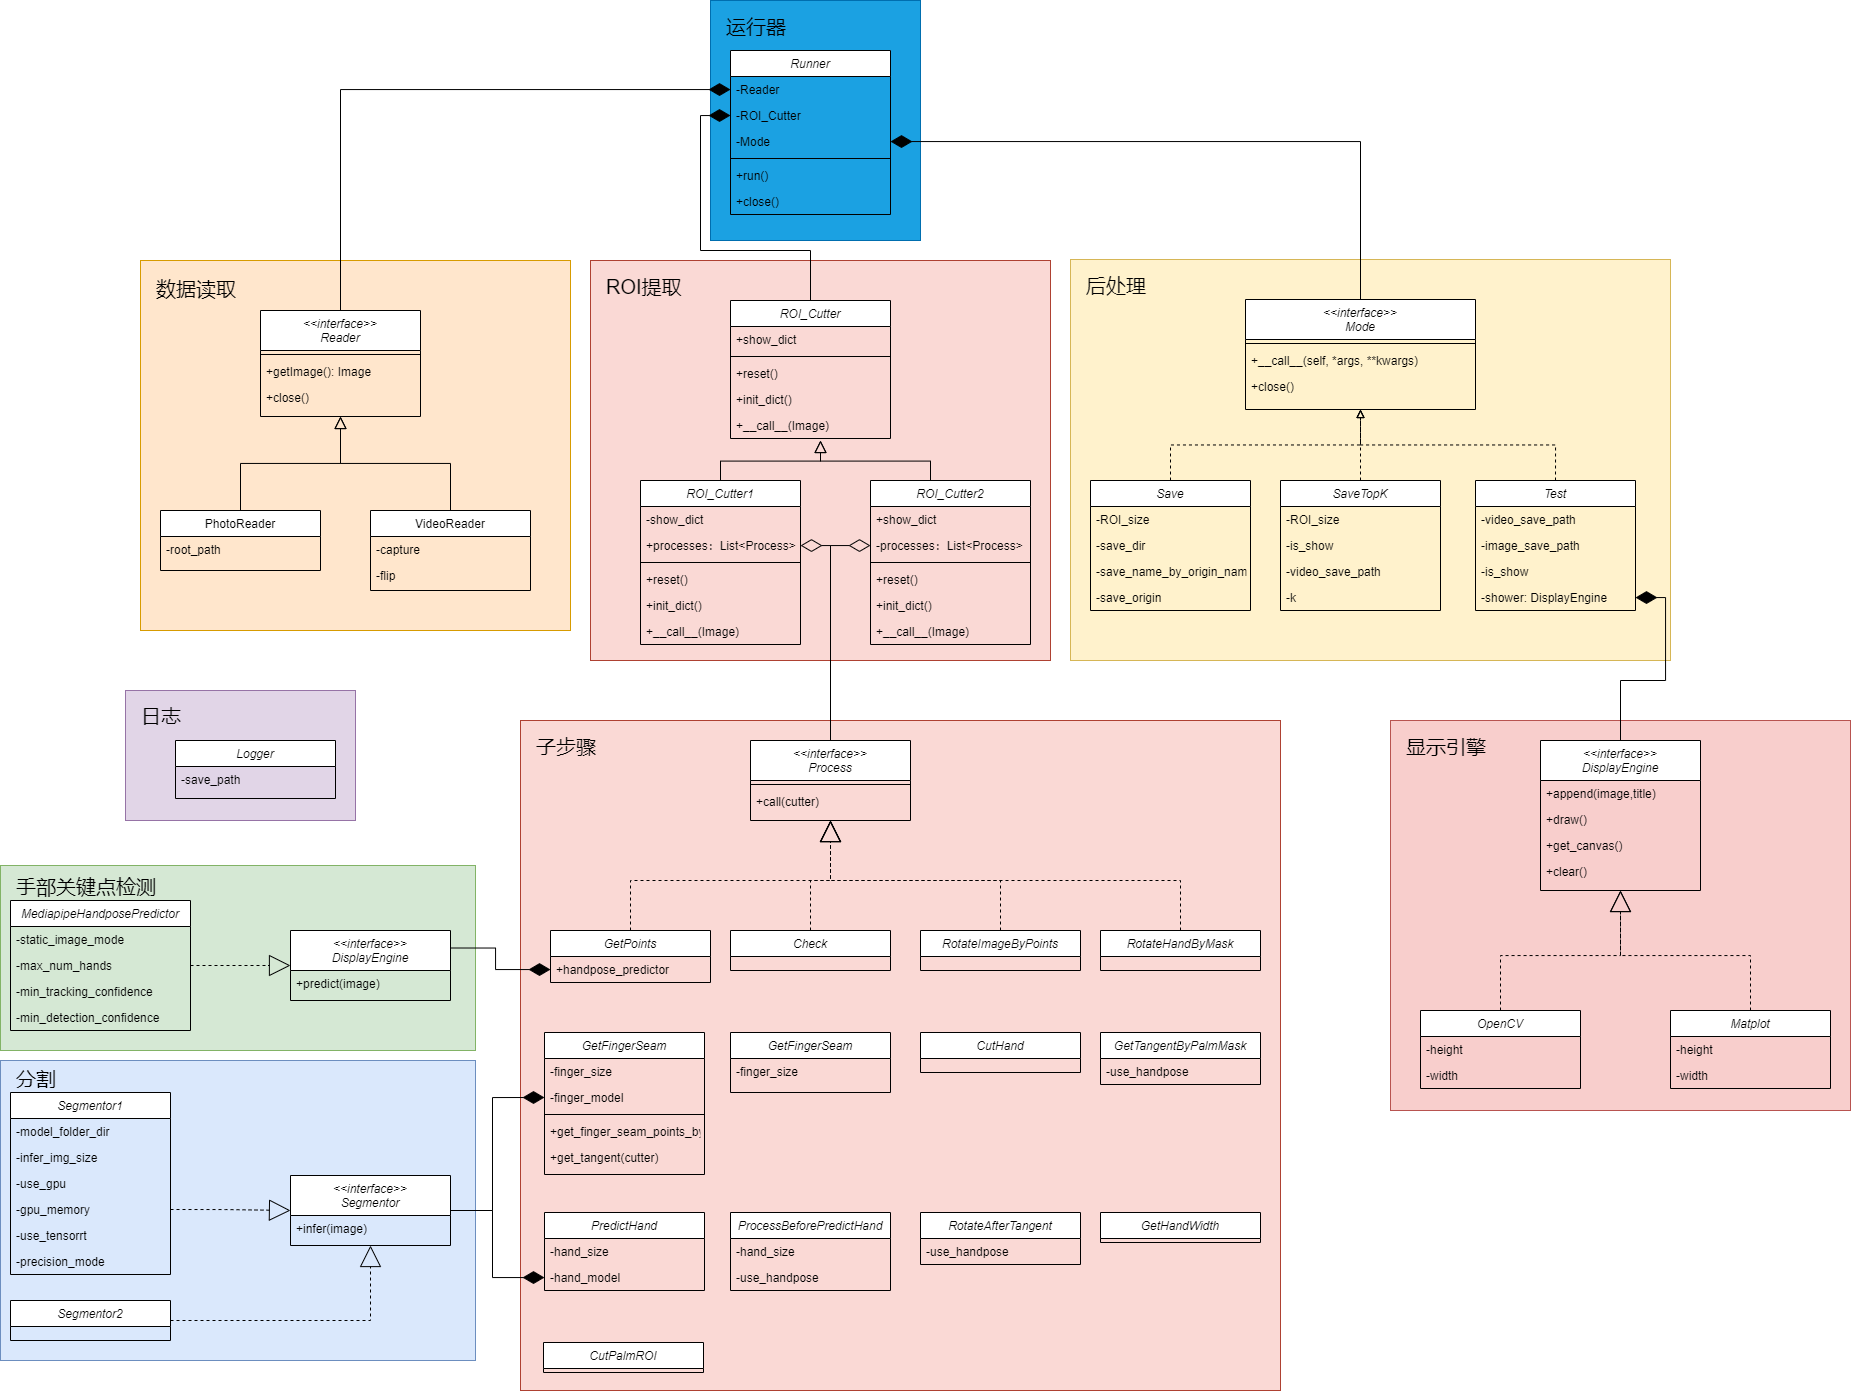 运行器
Runner
-Reader
-ROI_Cutter
-Mode
+run()
+close()
数据读取
<<interface>>
Reader
+getImage(): Image
+close()
PhotoReader
-root_path
VideoReader
-capture
-flip
ROI提取
ROI_Cutter
+show_dict
+reset()
+init_dict()
+__call__(Image)
ROI_Cutter1
-show_dict
+processes: List<Process>
+reset()
+init_dict()
+__call__(Image)
ROI_Cutter2
+show_dict
-processes: List<Process>
+reset()
+init_dict()
+__call__(Image)
后处理
<<interface>>
Mode
+__call__(self, *args, **kwargs)
+close()
Save
-ROI_size
-save_dir
-save_name_by_origin_nam
-save_origin
SaveTopK
-ROI_size
-is_show
-video_save_path
-k
Test
-video_save_path
-image_save_path
-is_show
-shower: DisplayEngine
日志
Logger
-save_path
子步骤
<<interface>>
Process
+call(cutter)
GetPoints
+handpose_predictor
Check
RotateImageByPoints
RotateHandByMask
GetFingerSeam
-finger_size
-finger_model
+get_finger_seam_points_by
+get_tangent(cutter)
GetFingerSeam
-finger_size
CutHand
GetTangentByPalmMask
-use_handpose
PredictHand
-hand_size
-hand_model
ProcessBeforePredictHand
-hand_size
-use_handpose
RotateAfterTangent
-use_handpose
GetHandWidth
CutPalmROI
显示引擎
<<interface>>
DisplayEngine
+append(image,title)
+draw()
+get_canvas()
+clear()
OpenCV
-height
-width
Matplot
-height
-width
手部关键点检测
MediapipeHandposePredictor
-static_image_mode
-max_num_hands
-min_tracking_confidence
-min_detection_confidence
<<interface>>
DisplayEngine
+predict(image)
分割
Segmentor1
-model_folder_dir
-infer_img_size
-use_gpu
-gpu_memory
-use_tensorrt
-precision_mode
<<interface>>
Segmentor
+infer(image)
Segmentor2